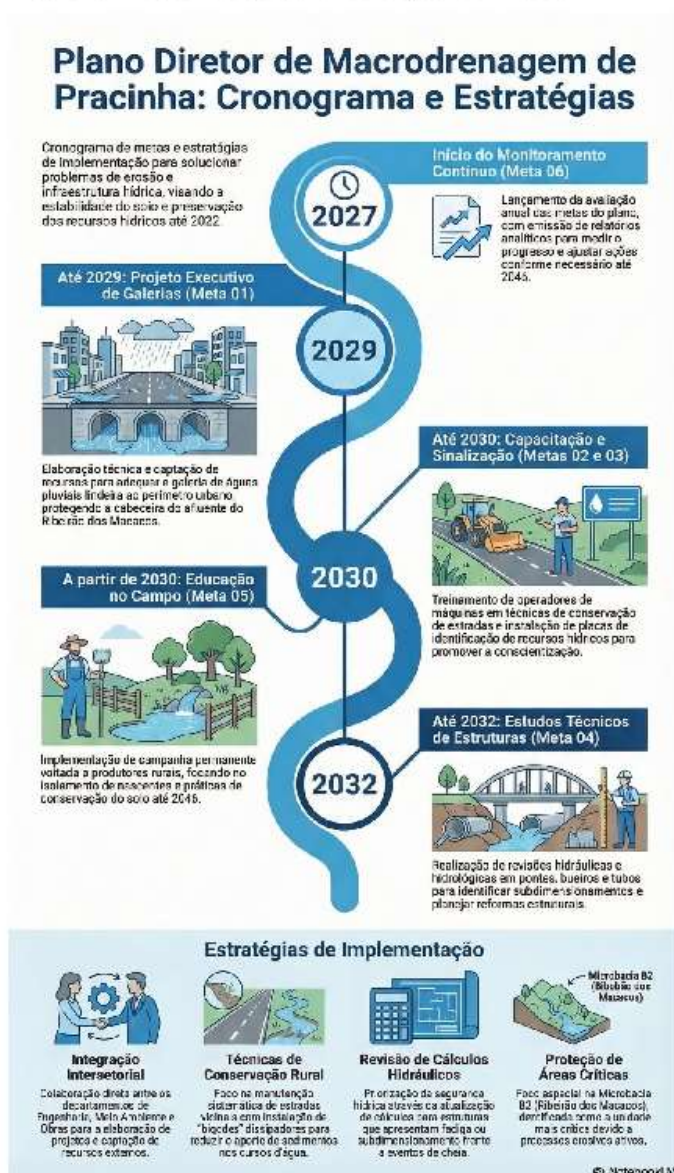 Plano Diretor de Macrodrenagem de
Pracinha: Cronograma e Estratégias
Cronograma de metas e estratégias
de implementação para solucionar
problemas de erosão e
infraestrutura hídrica, visando a
estabilidade do solo e preservação
dos recursos hídricos até 2022.
2027
Início do Monitoramento
Contínuo (Meta 06)
Lançamento da avaliação
anual das metas do plano,
com emissão de relatórios
analíticos para medir o
progresso e ajustar ações
conforme necessário até
2046.
Até 2029: Projeto Executivo
de Galerias (Meta 01)
2029
Elaboração técnica e captação de
recursos para adequar a galeria de águas
pluviais lindeira ao perímetro urbano
protegendo a cabeceira do afluente do
Ribeirão dos Macacos.
Até 2030: Capacitação e
Sinalização (Metas 02 e 03)
2030
Treinamento de operadores de
máquinas em técnicas de conservação
de estradas e instalação de placas de
identificação de recursos hídricos para
promover a conscientização.
A partir de 2030: Educação
no Campo (Meta 05)
Implementação de campanha permanente
voltada a produtores rurais, focando no
isolamento de nascentes e práticas de
conservação do solo até 2046.
Até 2032: Estudos Técnicos
de Estruturas (Meta 04)
2032
Realização de revisões hidráulicas e
hidrológicas em pontes, bueiros e tubos
para identificar subdimensionamentos e
planejar reformas estruturais.
Estratégias de Implementação
Integração
Intersetorial
Colaboração direta entre os
departamentos de
Engenharia, Meio Ambiente e
Obras para a elaboração de
projetos e captação de
recursos externos.
Técnicas de
Conservação Rural
Foco na manutenção
sistemática de estradas
vicinais com instalação de
"bigodes" dissipadores para
reduzir o aporte de sedimentos
nos cursos d'água.
Revisão de Cálculos
Hidráulicos
Priorização da segurança
hídrica através da atualização
de cálculos para estruturas
que apresentam fadiga ou
subdimensionamento frente
a eventos de cheia.
Microbacia B2
(Ribeirão dos
Macacos)
Proteção de
Áreas Críticas
Foco especial na Microbacia
B2 (Ribeirão dos Macacos),
identificada como a unidade
mais crítica devido a
processos erosivos ativos.